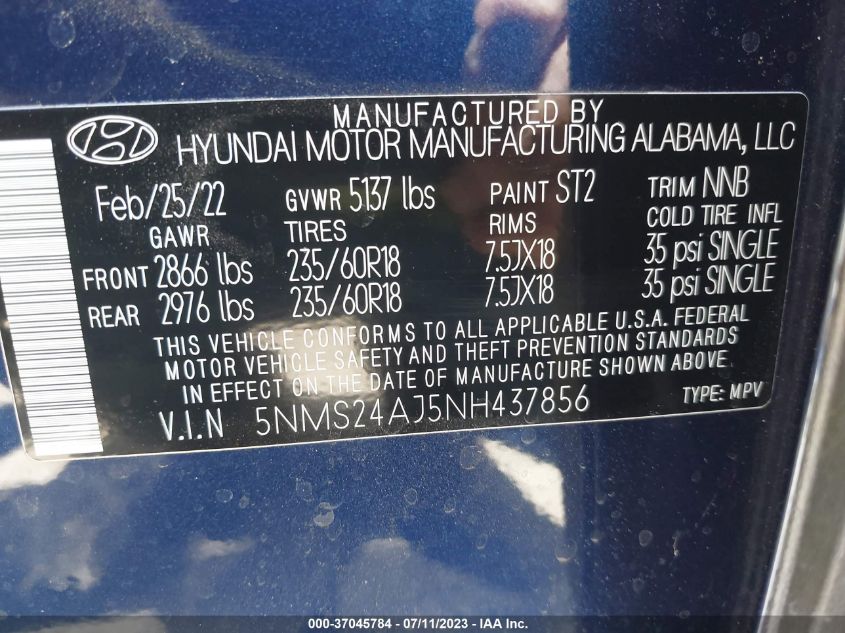 MANUFACTURED BY
HYUNDAI MOTOR MANUFACTURING ALABAMA, LLC
Feb/25/22 GVWR 5137 lbs PAINT ST2 TRIM NNB
GAWR TIRES RIMS COLD TIRE INFL
FRONT 2866 lbs 235/60R18 7.5JX18 35 psi SINGLE
REAR 2976 lbs 235/60R18 7.5JX18 35 psi SINGLE
THIS VEHICLE CONFORMS TO ALL APPLICABLE U.S.A. FEDERAL
MOTOR VEHICLE SAFETY AND THEFT PREVENTION STANDARDS
IN EFFECT ON THE DATE OF MANUFACTURE SHOWN ABOVE.
V.I.N 5NMS24AJ5NH437856 TYPE: MPV
000-37045784 - 07/11/2023 - IAA Inc.